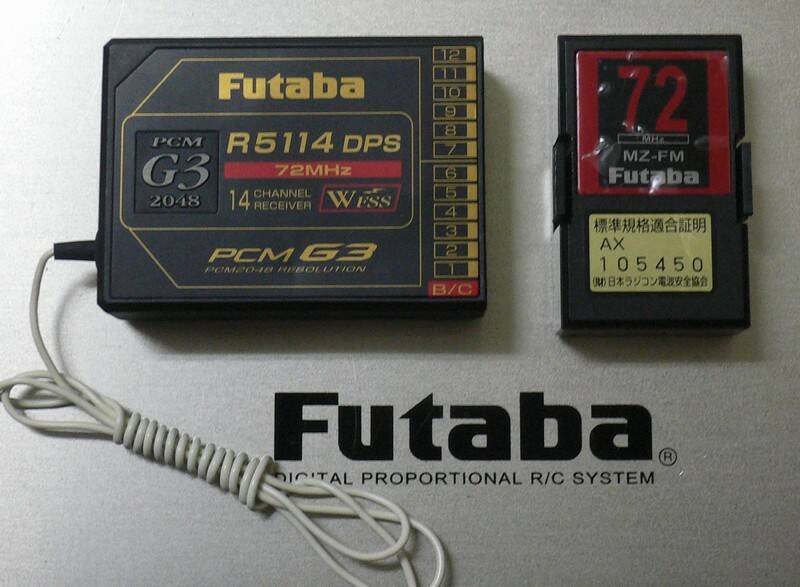 Futaba
PCM
G3
2048
R5114 DPS
72MHz
14 CHANNEL RECEIVER
WFSS
PCM G3
PCM2048 RESOLUTION
12
11
10
9
8
7
6
5
4
3
2
1
B/C
72
MHz
MZ-FM
Futaba
標準規格適合証明
AX
105450
(財)日本ラジコン電波安全協会
Futaba®
DIGITAL PROPORTIONAL R/C SYSTEM